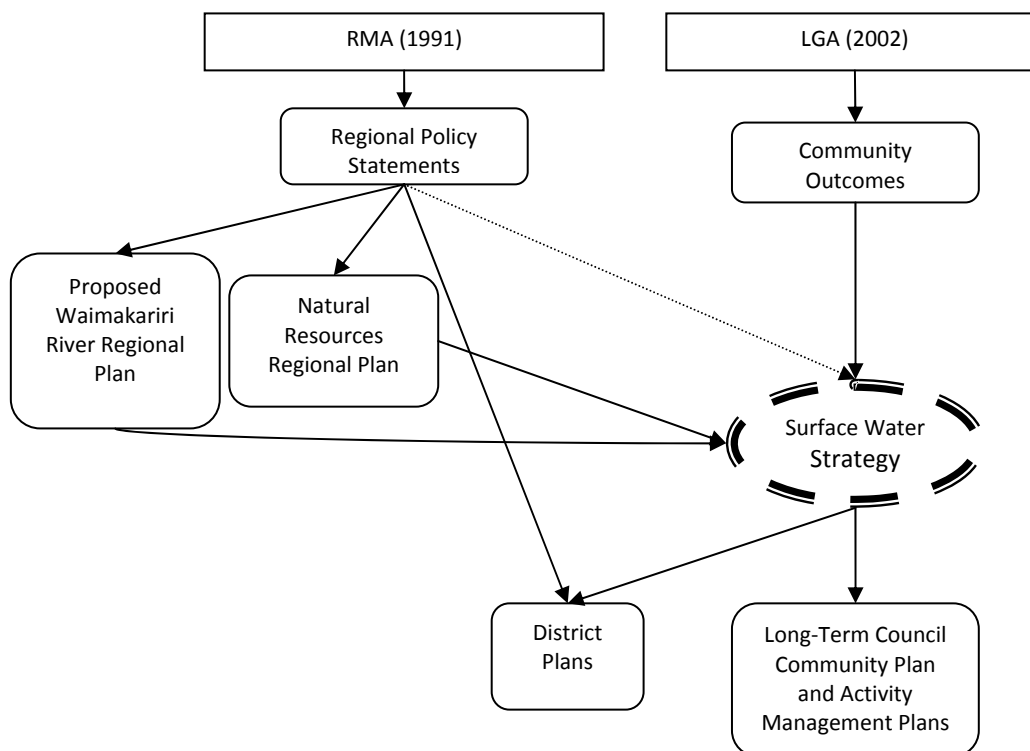 RMA (1991)
LGA (2002)
Regional Policy
Statements
Community
Outcomes
Proposed
Waimakariri
River Regional
Plan
Natural
Resources
Regional Plan
Surface Water
Strategy
District
Plans
Long-Term Council
Community Plan
and Activity
Management Plans